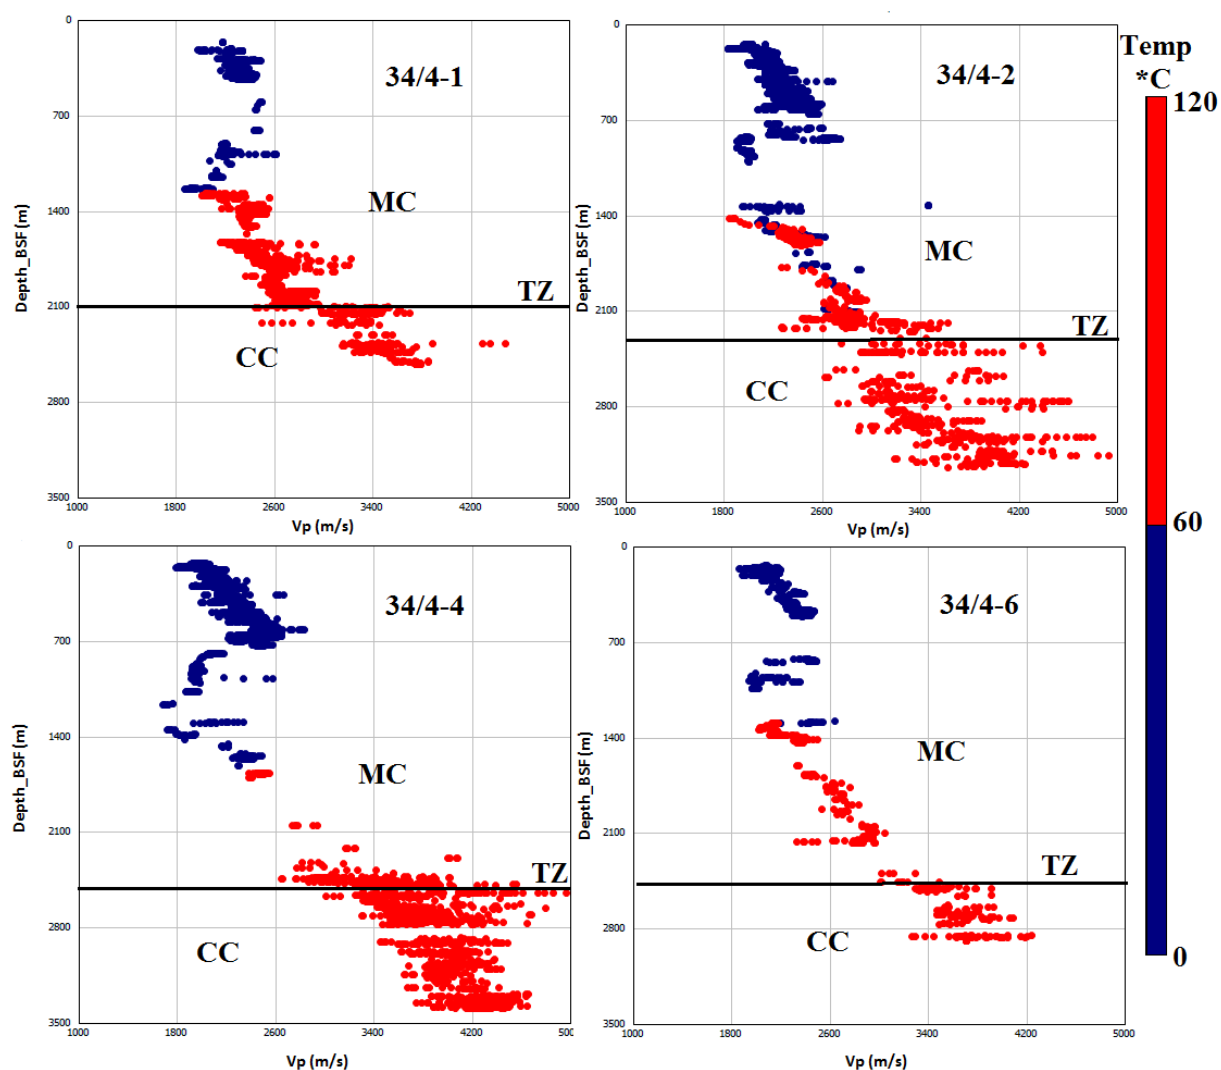 0
700
1400
2100
2800
3500
Depth_BSF (m)
34/4-1
MC
TZ
CC
1000
1800
2600
3400
4200
5000
Vp (m/s)
0
700
1400
2100
2800
3500
Depth_BSF (m)
34/4-2
MC
TZ
CC
1000
1800
2600
3400
4200
5000
Vp (m/s)
Temp
*C
120
60
0
0
700
1400
2100
2800
3500
Depth_BSF (m)
34/4-4
MC
TZ
CC
1000
1800
2600
3400
4200
500
Vp (m/s)
0
700
1400
2100
2800
3500
Depth_BSF (m)
34/4-6
MC
TZ
CC
1000
1800
2600
3400
4200
5000
Vp (m/s)